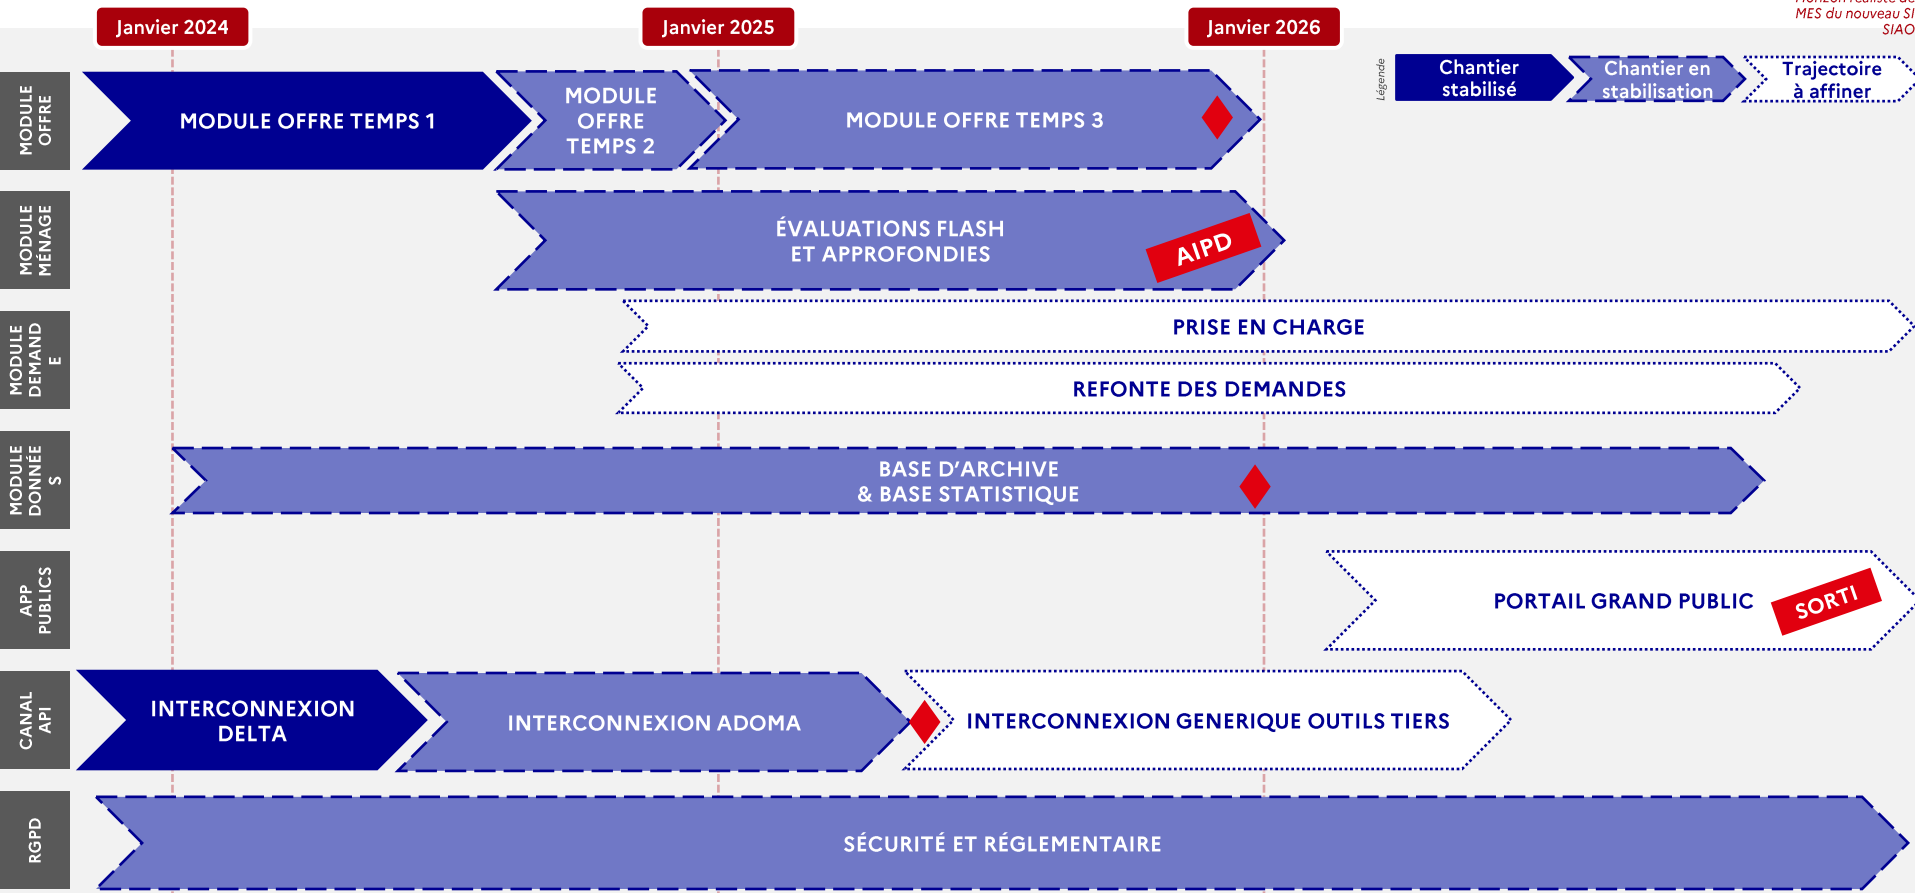 Janvier 2024
Janvier 2025
Janvier 2026
MES du nouveau SI
SIAO
Légende
Chantier
stabilisé
Chantier en
stabilisation
Trajectoire
à affiner
MODULE
OFFRE
MODULE OFFRE TEMPS 1
MODULE
OFFRE
TEMPS 2
MODULE OFFRE TEMPS 3
MODULE
MÉNAGE
ÉVALUATIONS FLASH
ET APPROFONDIES
AIPD
MODULE
DEMAND
E
PRISE EN CHARGE
REFONTE DES DEMANDES
MODULE
DONNÉE
S
BASE D’ARCHIVE
& BASE STATISTIQUE
APP
PUBLICS
PORTAIL GRAND PUBLIC
SORTI
CANAL
API
INTERCONNEXION
DELTA
INTERCONNEXION ADOMA
INTERCONNEXION GENERIQUE OUTILS TIERS
RGPD
SÉCURITÉ ET RÉGLEMENTAIRE